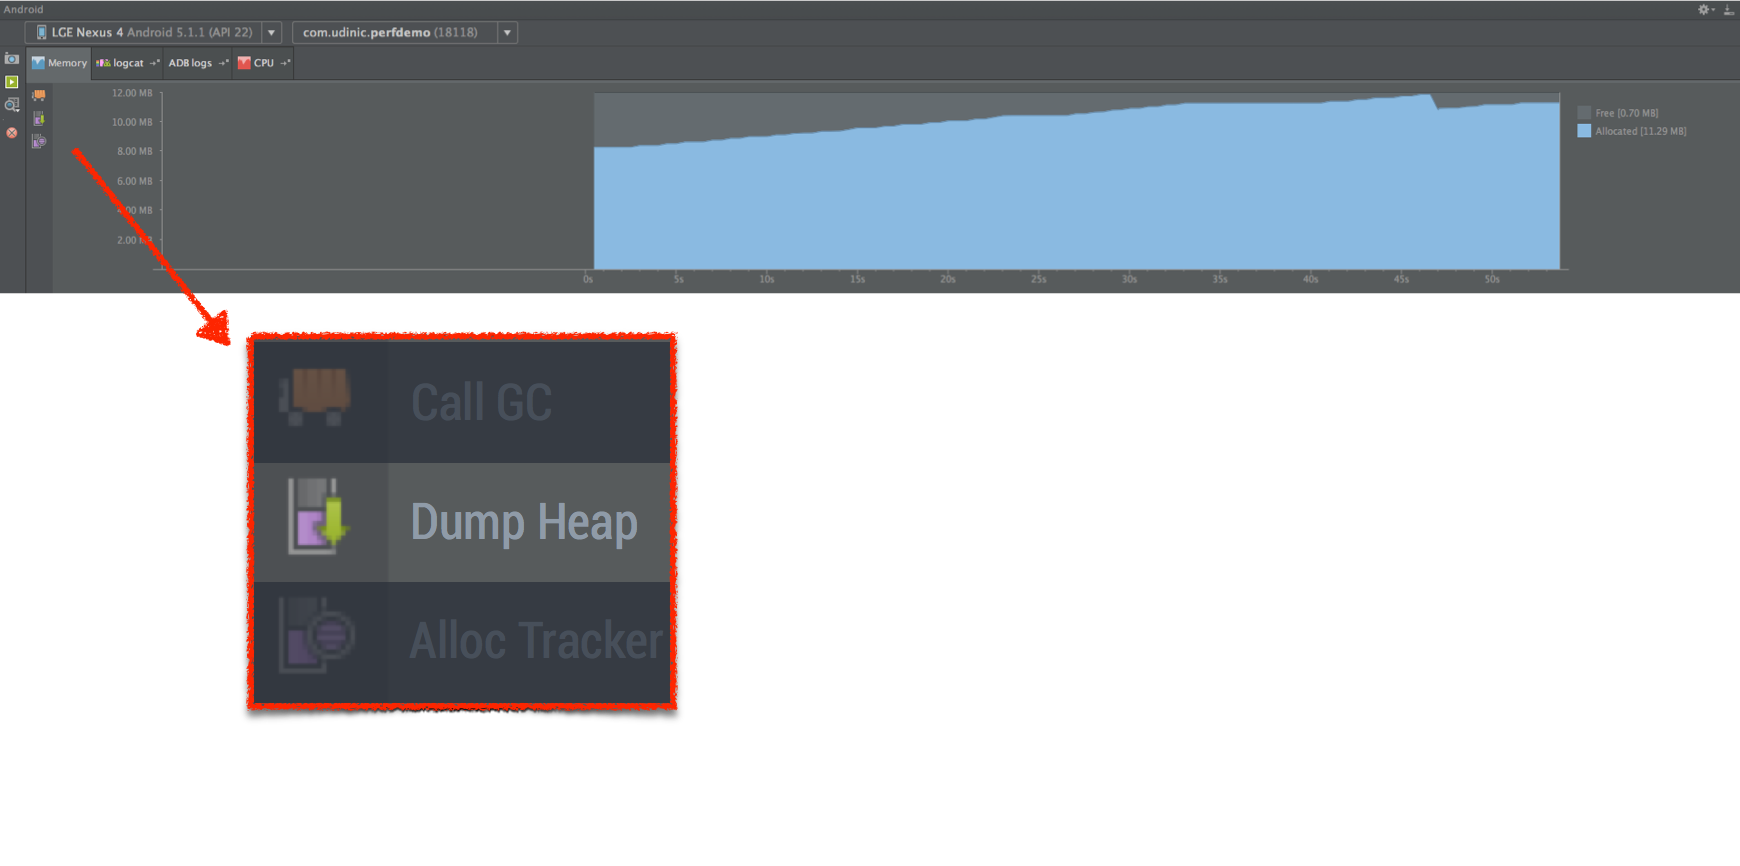 Android
LGE Nexus 4 Android 5.1.1 (API 22)
com.udinic.perfdemo (18118)
Memory
logcat
ADB logs
CPU
12.00 MB
10.00 MB
8.00 MB
6.00 MB
4.00 MB
2.00 MB
Free [0.70 MB]
Allocated [11.29 MB]
0s 5s 10s 15s 20s 25s 30s 35s 40s 45s 50s
Call GC
Dump Heap
Alloc Tracker